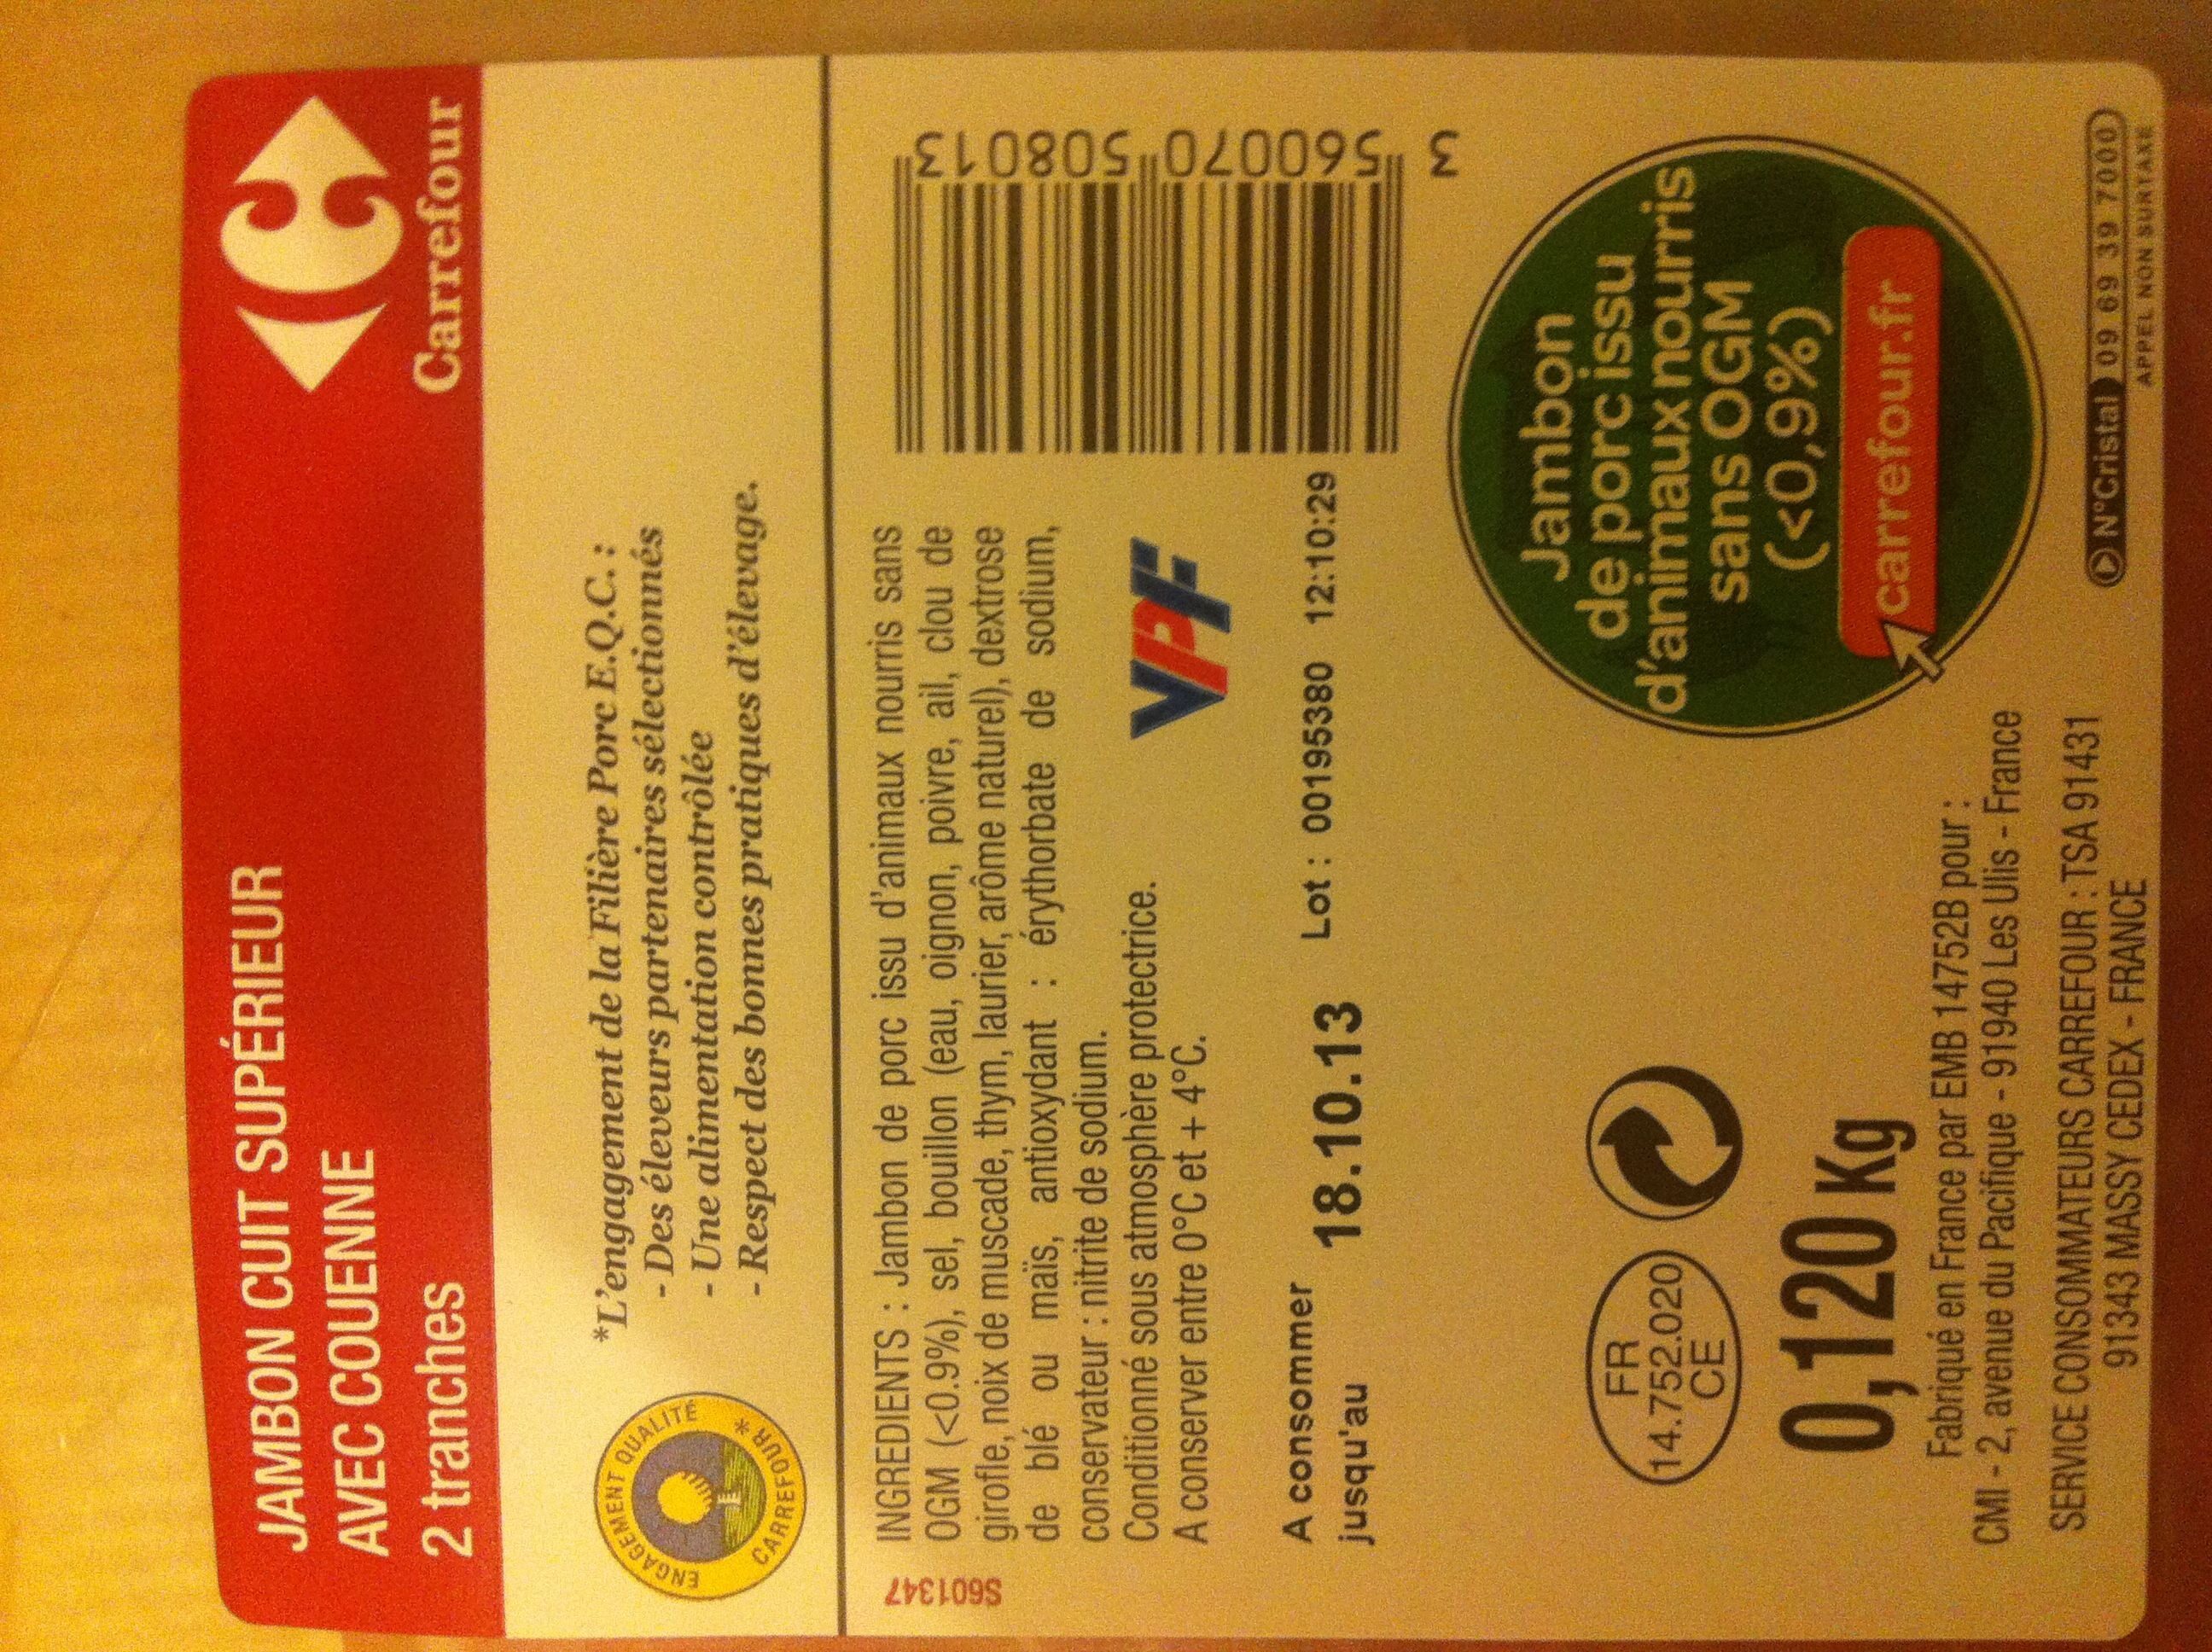 JAMBON CUIT SUPÉRIEUR
AVEC COUENNE
2 tranches
Carrefour
ENGAGEMENT QUALITÉ
CARREFOUR*
*L'engagement de la Filière Porc E.Q.C. :
- Des éleveurs partenaires sélectionnés
- Une alimentation contrôlée
- Respect des bonnes pratiques d'élevage.
S601347
INGREDIENTS : Jambon de porc issu d'animaux nourris sans
OGM (<0.9%), sel, bouillon (eau, oignon, poivre, ail, clou de
girofle, noix de muscade, thym, laurier, arôme naturel), dextrose
de blé ou maïs, antioxydant : érythorbate de sodium,
conservateur : nitrite de sodium.
Conditionné sous atmosphère protectrice.
A conserver entre 0°C et + 4°C.
VPF
3 560070 508013
A consommer
jusqu'au
18.10.13
Lot : 00195380 12:10:29
FR
14.752.020
CE
0,120 Kg
Jambon
de porc issu
d'animaux nourris
sans OGM
(<0,9%)
carrefour.fr
Fabriqué en France par EMB 14752B pour :
CMI - 2, avenue du Pacifique - 91940 Les Ulis - France
SERVICE CONSOMMATEURS CARREFOUR : TSA 91431
91343 MASSY CEDEX - FRANCE
N°Cristal 09 69 39 7000
APPEL NON SURTAXE